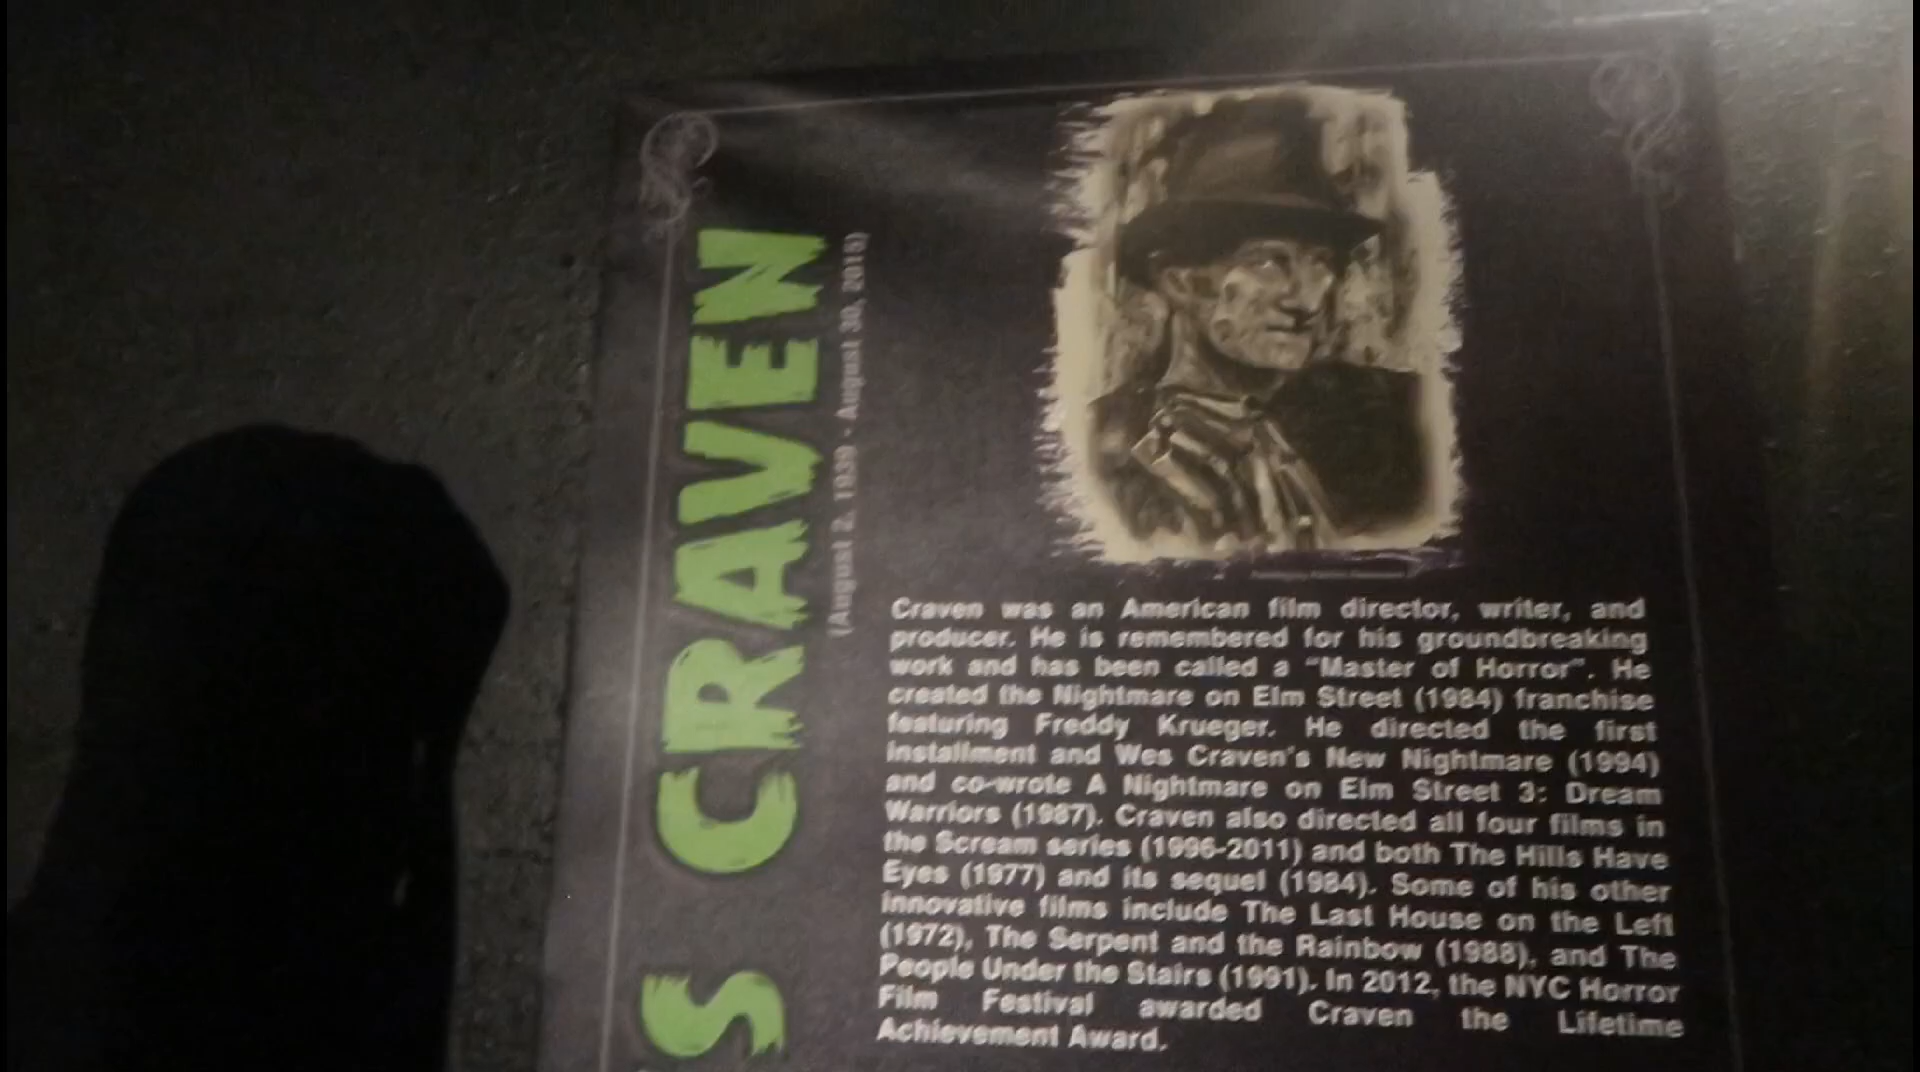 S CRAVEN
(August 2, 1939 - August 30, 2015)
Craven was an American film director, writer, and
producer. He is remembered for his groundbreaking
work and has been called a "Master of Horror". He
created the Nightmare on Elm Street (1984) franchise
featuring Freddy Krueger. He directed the first
installment and Wes Craven's New Nightmare (1994)
and co-wrote A Nightmare on Elm Street 3: Dream
Warriors (1987). Craven also directed all four films in
the Scream series (1996-2011) and both The Hills Have
Eyes (1977) and its sequel (1984). Some of his other
innovative films include The Last House on the Left
(1972), The Serpent and the Rainbow (1988), and The
People Under the Stairs (1991). In 2012, the NYC Horror
Film Festival awarded Craven the Lifetime
Achievement Award.